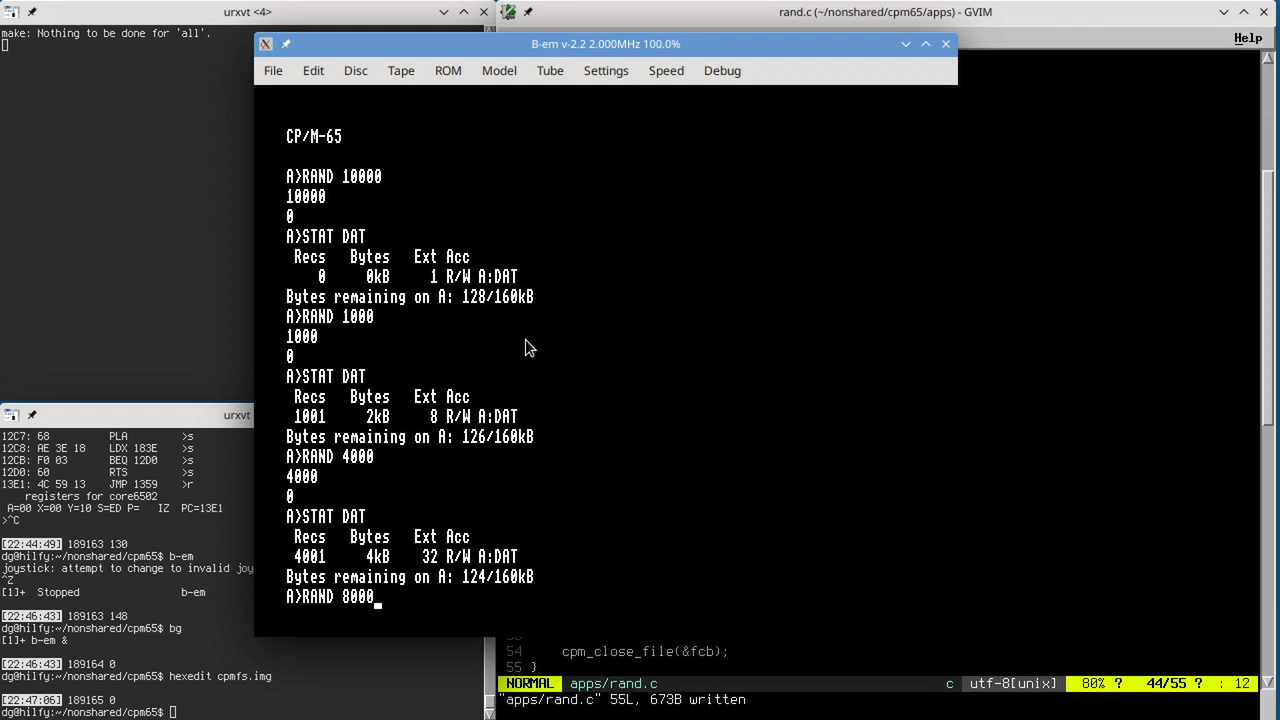 urxvt <4>
make: Nothing to be done for 'all'.
rand.c (~/nonshared/cpm65/apps) - GVIM
Help
B-em v-2.2 2.000MHz 100.0%
File Edit Disc Tape ROM Model Tube Settings Speed Debug
CP/M-65
A>RAND 10000
10000
0
A>STAT DAT
Recs Bytes Ext Acc
0 0kB 1 R/W A:DAT
Bytes remaining on A: 128/160kB
A>RAND 1000
1000
0
A>STAT DAT
Recs Bytes Ext Acc
1001 2kB 8 R/W A:DAT
Bytes remaining on A: 126/160kB
A>RAND 4000
4000
0
A>STAT DAT
Recs Bytes Ext Acc
4001 4kB 32 R/W A:DAT
Bytes remaining on A: 124/160kB
A>RAND 8000
urxvt
12C7: 68 PLA >s
12C8: AE 3E 18 LDX 183E >s
12CB: F0 03 BEQ 12D0 >s
12D0: 60 RTS >s
13E1: 4C 59 13 JMP 1359 >r
registers for core6502
A=00 X=00 Y=10 S=ED P= IZ PC=13E1
>^C
[22:44:49] 189163 130
dg@hilfy:~/nonshared/cpm65$ b-em
joystick: attempt to change to invalid joy
^Z
[1]+ Stopped b-em
[22:46:43] 189163 148
dg@hilfy:~/nonshared/cpm65$ bg
[1]+ b-em &
[22:46:43] 189164 0
dg@hilfy:~/nonshared/cpm65$ hexedit cpmfs.img
[22:47:06] 189165 0
dg@hilfy:~/nonshared/cpm65$
54 cpm_close_file(&fcb);
55 }
NORMAL apps/rand.c c utf-8[unix] 80% ? 44/55 ? : 12
"apps/rand.c" 55L, 673B written